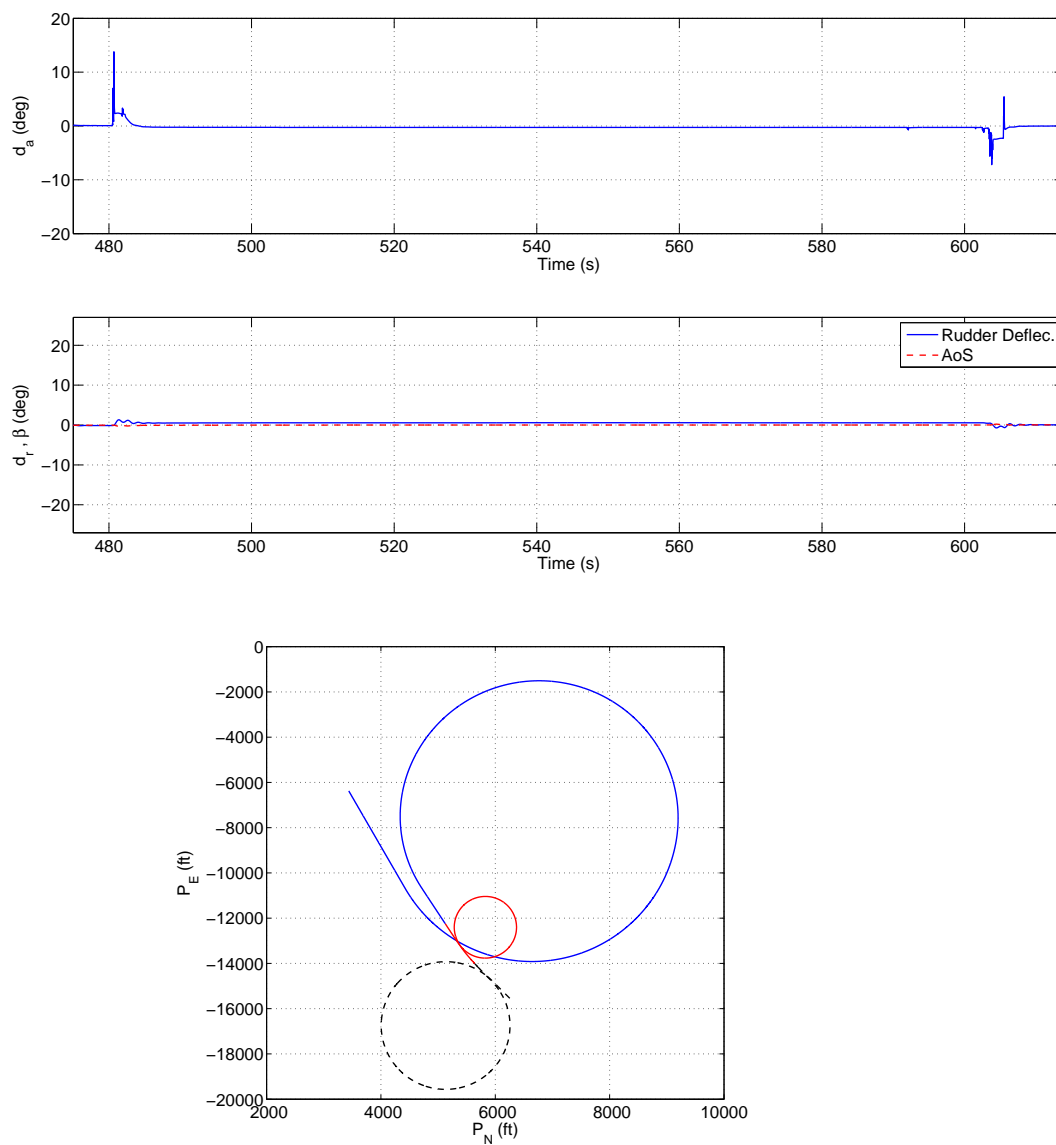 20
10
0
−10
−20
d_a (deg)
480 500 520 540 560 580 600
Time (s)
20
10
0
−10
−20
d_r , β (deg)
Rudder Deflec.
AoS
480 500 520 540 560 580 600
Time (s)
0
−2000
−4000
−6000
−8000
−10000
−12000
−14000
−16000
−18000
−20000
P_E (ft)
2000 4000 6000 8000 10000
P_N (ft)